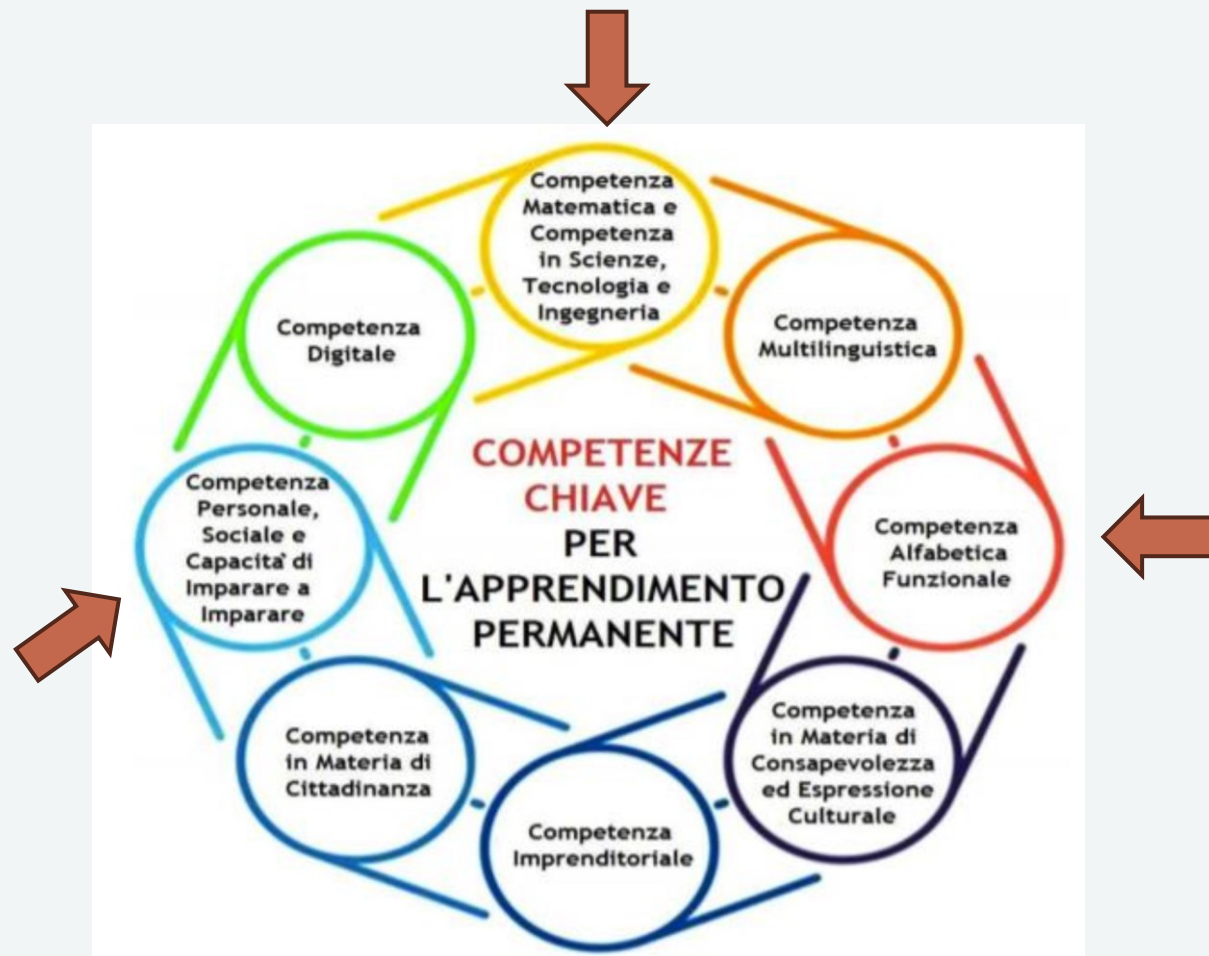 Competenza
Matematica e
Competenza
in Scienze,
Tecnologia e
Ingegneria
Competenza
Multilinguistica
Competenza
Digitale
COMPETENZE
CHIAVE
PER
L'APPRENDIMENTO
PERMANENTE
Competenza
Alfabetica
Funzionale
Competenza
Personale,
Sociale e
Capacita' di
Imparare a
Imparare
Competenza
in Materia di
Consapevolezza
ed Espressione
Culturale
Competenza
in Materia di
Cittadinanza
Competenza
Imprenditoriale